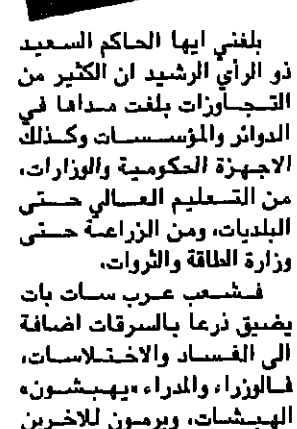 بلغني ايها الحاكم السعيد
ذو الرأي الرشيد ان الكثير من
التجاوزات بلغت مداها في
الدوائر والمؤسسات وكذلك
الاجهزة الحكومية والوزارات،
من التعليم العالي حتى
البلديات، ومن الزراعة حتى
وزارة الطاقة والثروات.
فشعب عرب سات بات
يضيق ذرعا بالسرقات اضافة
الى الفساد والاختلاسات،
فالوزراء والمدراء «يهبشون»
الهبشات، ويرمون للاخرين